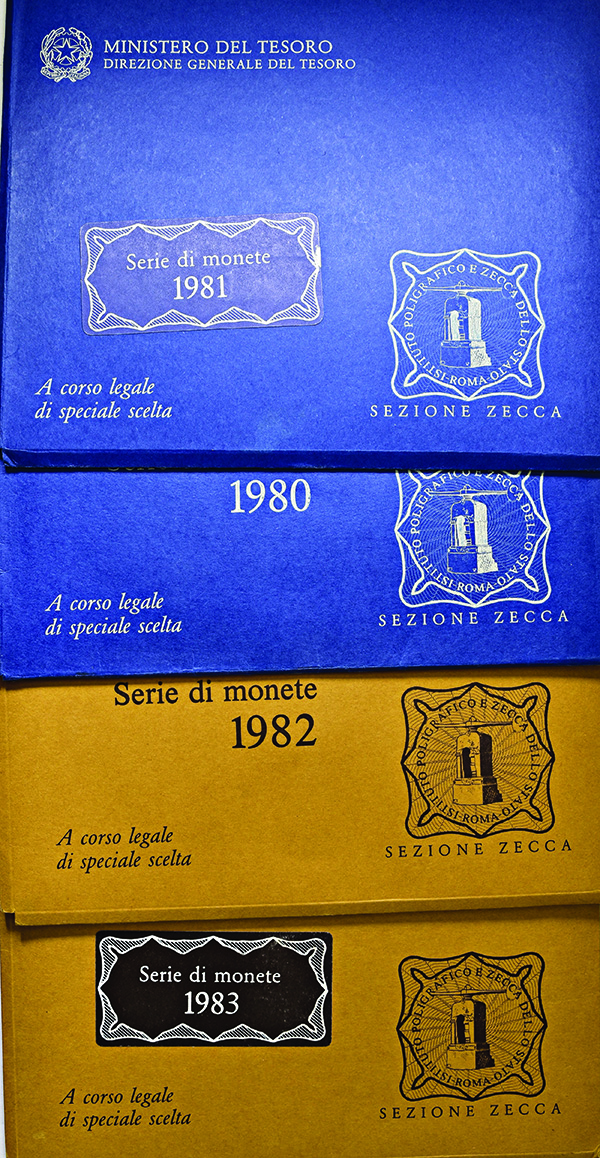 MINISTERO DEL TESORO
DIREZIONE GENERALE DEL TESORO
Serie di monete
1981
ISTITUTO POLIGRAFICO E ZECCA DELLO STATO·ROMA·
A corso legale
di speciale scelta
SEZIONE ZECCA
1980
ISTITUTO POLIGRAFICO E ZECCA DELLO STATO·ROMA·
A corso legale
di speciale scelta
SEZIONE ZECCA
Serie di monete
1982
ISTITUTO POLIGRAFICO E ZECCA DELLO STATO·ROMA·
A corso legale
di speciale scelta
SEZIONE ZECCA
Serie di monete
1983
ISTITUTO POLIGRAFICO E ZECCA DELLO STATO·ROMA·
A corso legale
di speciale scelta
SEZIONE ZECCA